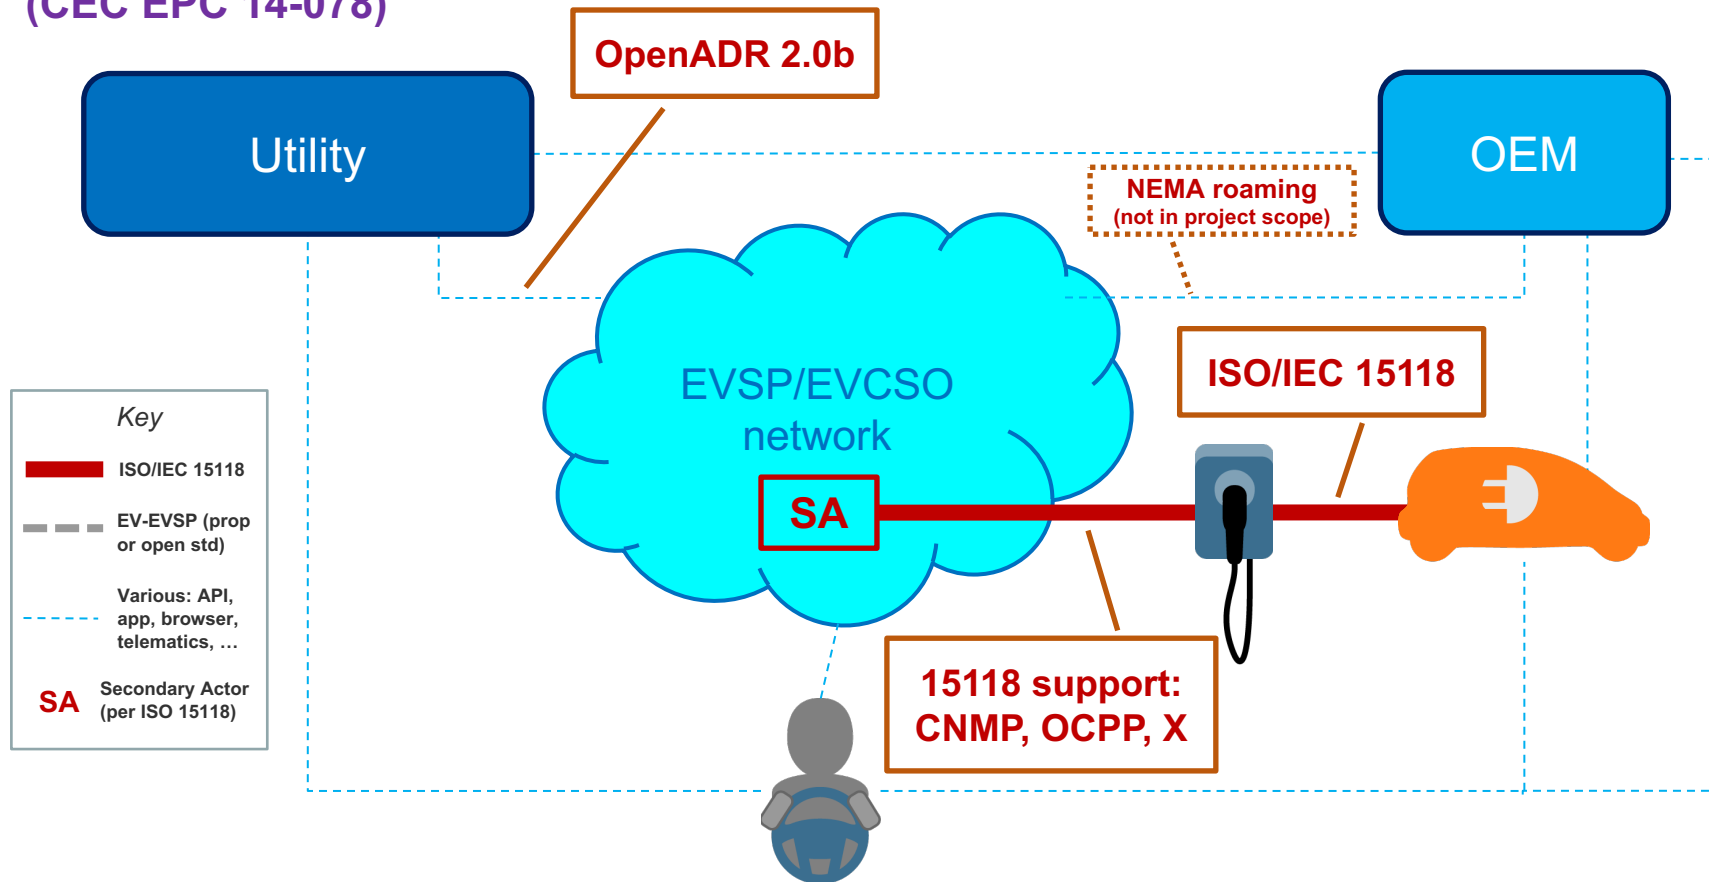 (CEC EPC 14-078)
OpenADR 2.0b
Utility
OEM
NEMA roaming
(not in project scope)
EVSP/EVCSO
network
ISO/IEC 15118
SA
15118 support:
CNMP, OCPP, X
Key
ISO/IEC 15118
EV-EVSP (prop
or open std)
Various: API,
app, browser,
telematics, …
SA
Secondary Actor
(per ISO 15118)